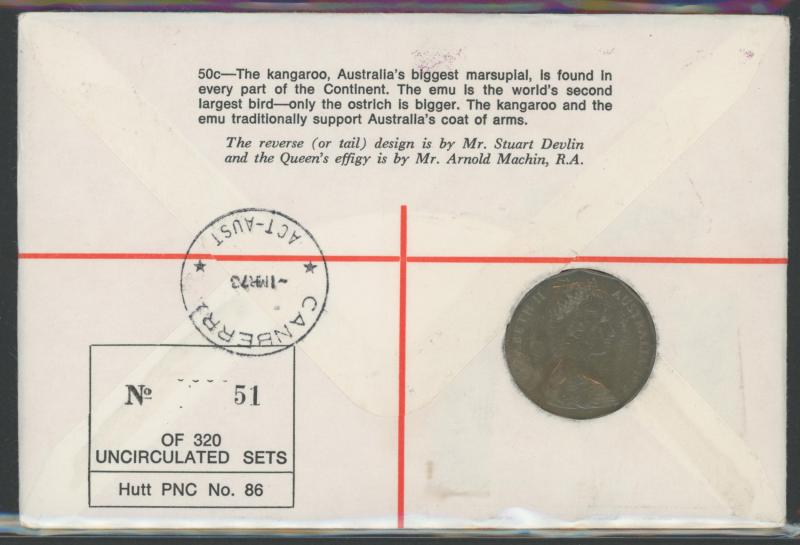 50c—The kangaroo, Australia's biggest marsupial, is found in
every part of the Continent. The emu is the world's second
largest bird—only the ostrich is bigger. The kangaroo and the
emu traditionally support Australia's coat of arms.
The reverse (or tail) design is by Mr. Stuart Devlin
and the Queen's effigy is by Mr. Arnold Machin, R.A.
ACT-AUST
-1MR73
CANBERRA
II AUSTRALIA
No 51
OF 320
UNCIRCULATED SETS
Hutt PNC No. 86